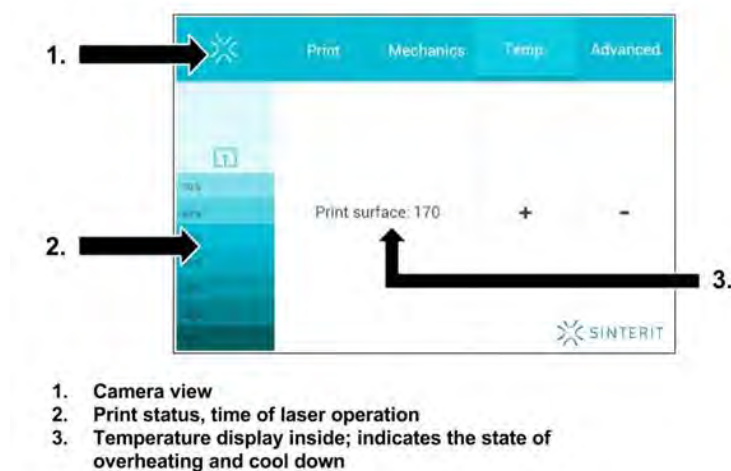 1.
Print Mechanics Temp. Advanced
Print surface: 170 + -
2.
3.
SINTERIT
1. Camera view
2. Print status, time of laser operation
3. Temperature display inside; indicates the state of
overheating and cool down